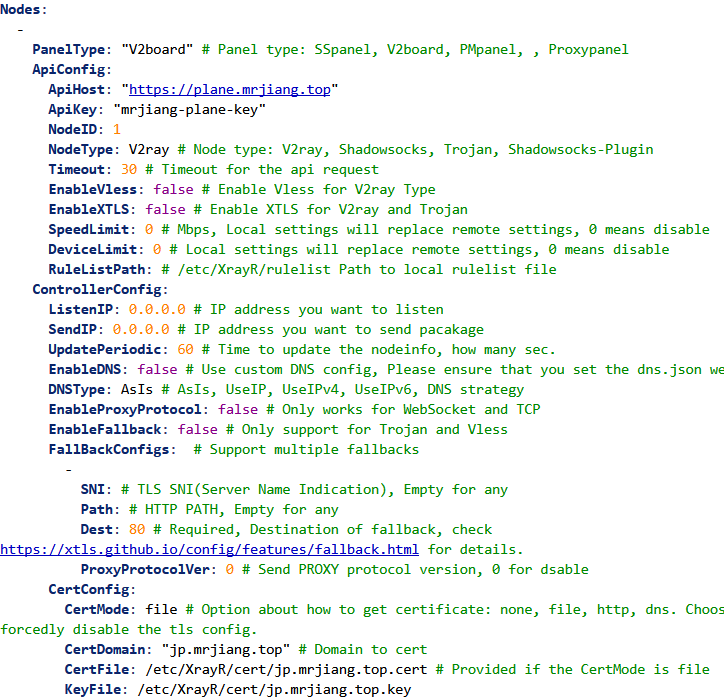 Nodes:
-
PanelType: "V2board" # Panel type: SSpanel, V2board, PMpanel, , Proxypanel
ApiConfig:
ApiHost: "https://plane.mrjiang.top"
ApiKey: "mrjiang-plane-key"
NodeID: 1
NodeType: V2ray # Node type: V2ray, Shadowsocks, Trojan, Shadowsocks-Plugin
Timeout: 30 # Timeout for the api request
EnableVless: false # Enable Vless for V2ray Type
EnableXTLS: false # Enable XTLS for V2ray and Trojan
SpeedLimit: 0 # Mbps, Local settings will replace remote settings, 0 means disable
DeviceLimit: 0 # Local settings will replace remote settings, 0 means disable
RuleListPath: # /etc/XrayR/rulelist Path to local rulelist file
ControllerConfig:
ListenIP: 0.0.0.0 # IP address you want to listen
SendIP: 0.0.0.0 # IP address you want to send pacakage
UpdatePeriodic: 60 # Time to update the nodeinfo, how many sec.
EnableDNS: false # Use custom DNS config, Please ensure that you set the dns.json we
DNSType: AsIs # AsIs, UseIP, UseIPv4, UseIPv6, DNS strategy
EnableProxyProtocol: false # Only works for WebSocket and TCP
EnableFallback: false # Only support for Trojan and Vless
FallBackConfigs:  # Support multiple fallbacks
-
SNI: # TLS SNI(Server Name Indication), Empty for any
Path: # HTTP PATH, Empty for any
Dest: 80 # Required, Destination of fallback, check
https://xtls.github.io/config/features/fallback.html for details.
ProxyProtocolVer: 0 # Send PROXY protocol version, 0 for dsable
CertConfig:
CertMode: file # Option about how to get certificate: none, file, http, dns. Choos
forcedly disable the tls config.
CertDomain: "jp.mrjiang.top" # Domain to cert
CertFile: /etc/XrayR/cert/jp.mrjiang.top.cert # Provided if the CertMode is file
KeyFile: /etc/XrayR/cert/jp.mrjiang.top.key